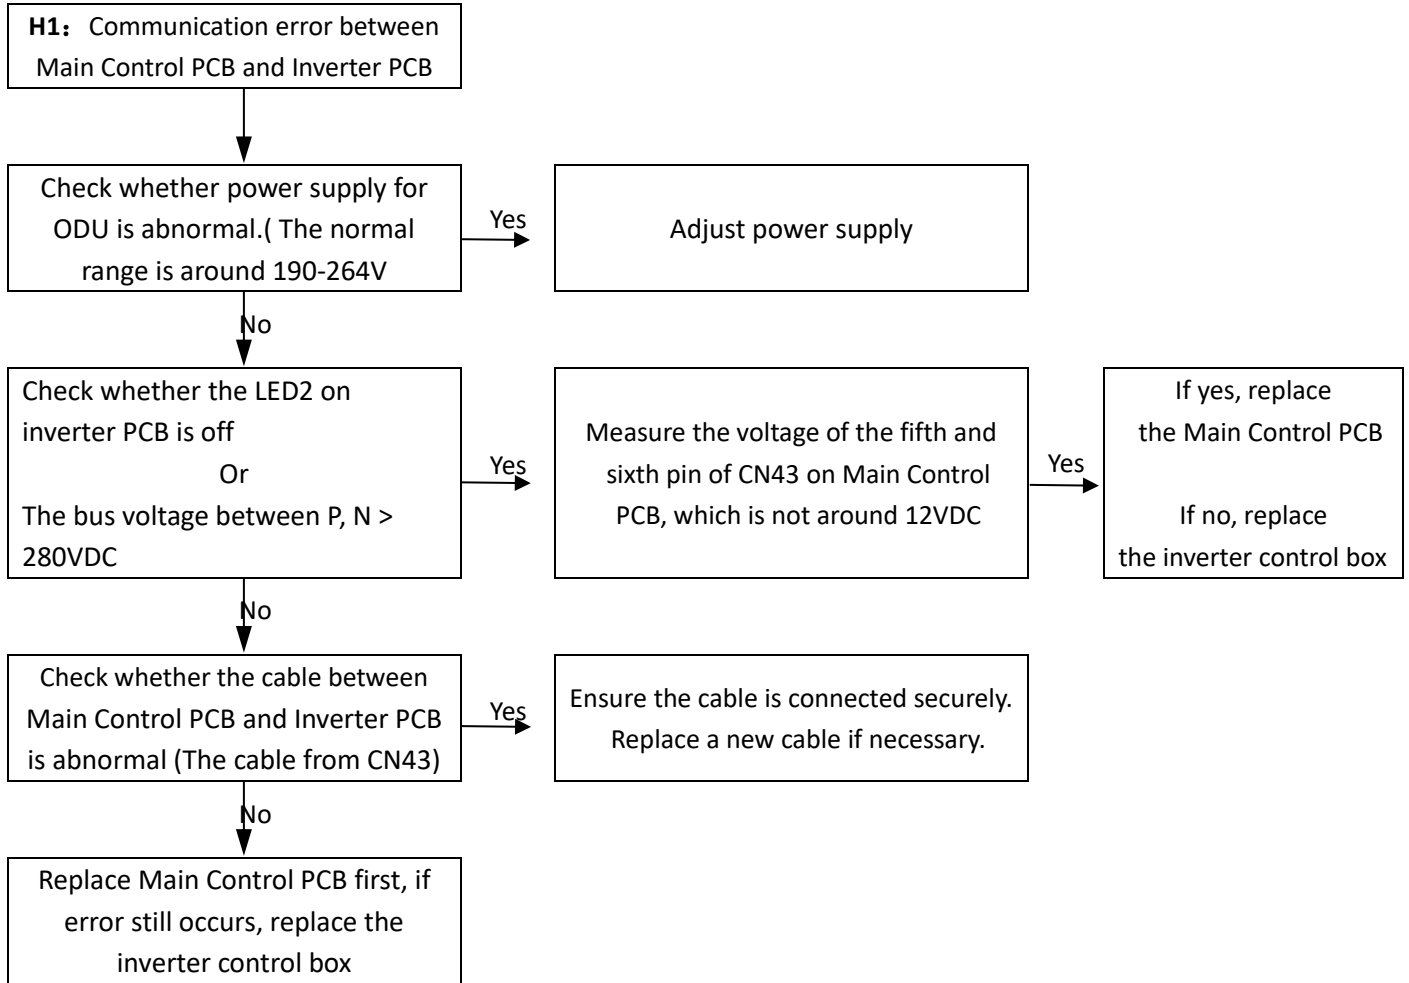 H1： Communication error between
Main Control PCB and Inverter PCB
Check whether power supply for
ODU is abnormal.( The normal
range is around 190-264V
Yes
Adjust power supply
No
Check whether the LED2 on
inverter PCB is off
Or
The bus voltage between P, N >
280VDC
Yes
Measure the voltage of the fifth and
sixth pin of CN43 on Main Control
PCB, which is not around 12VDC
Yes
If yes, replace
the Main Control PCB
If no, replace
the inverter control box
No
Check whether the cable between
Main Control PCB and Inverter PCB
is abnormal (The cable from CN43)
Yes
Ensure the cable is connected securely.
Replace a new cable if necessary.
No
Replace Main Control PCB first, if
error still occurs, replace the
inverter control box